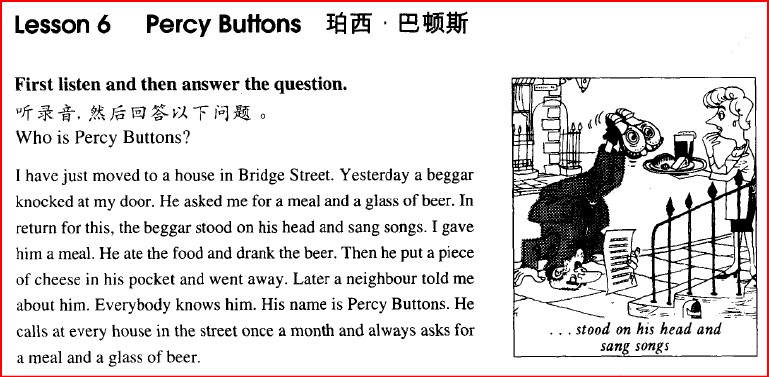 Lesson 6 Percy Buttons 珀西·巴顿斯
First listen and then answer the question.
听录音,然后回答以下问题。
Who is Percy Buttons?
I have just moved to a house in Bridge Street. Yesterday a beggar
knocked at my door. He asked me for a meal and a glass of beer. In
return for this, the beggar stood on his head and sang songs. I gave
him a meal. He ate the food and drank the beer. Then he put a piece
of cheese in his pocket and went away. Later a neighbour told me
about him. Everybody knows him. His name is Percy Buttons. He
calls at every house in the street once a month and always asks for
a meal and a glass of beer.
. . . stood on his head and
sang songs